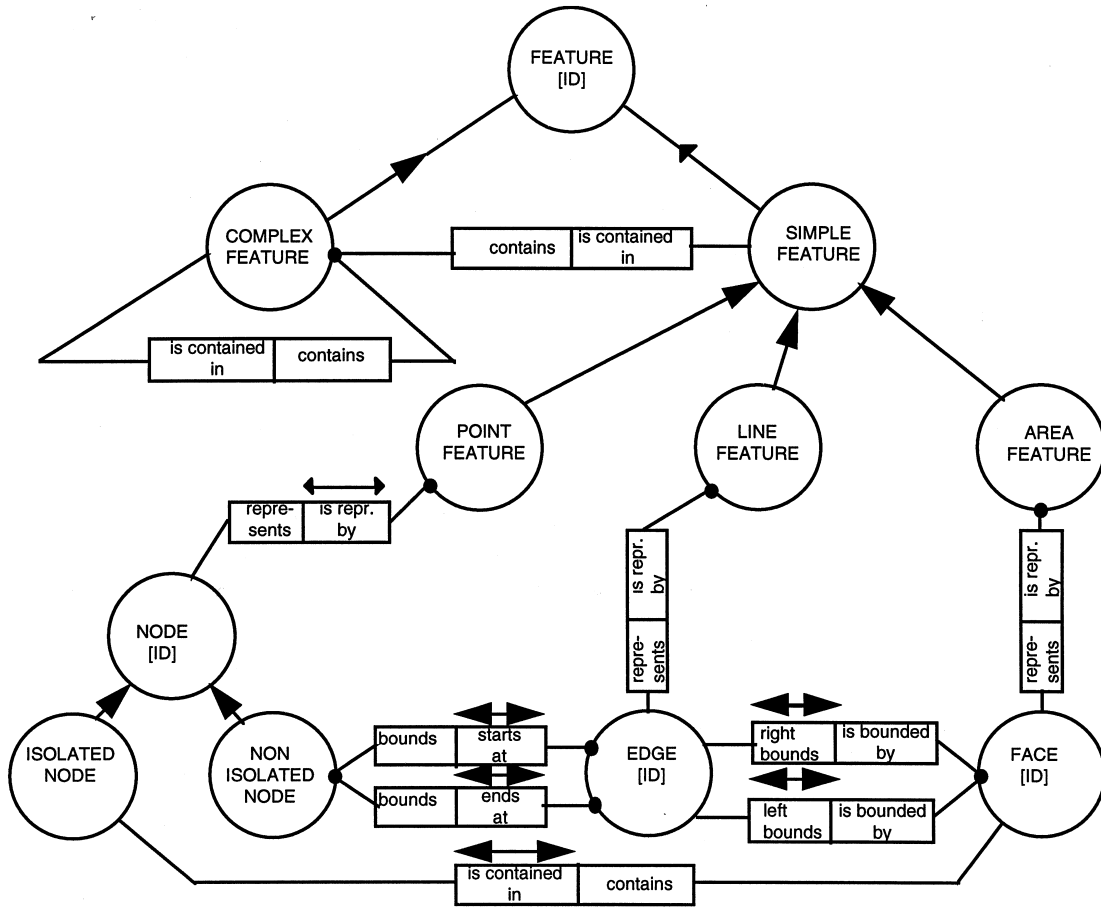 FEATURE
[ID]
COMPLEX
FEATURE
contains
is contained
in
SIMPLE
FEATURE
is contained
in
contains
POINT
FEATURE
LINE
FEATURE
AREA
FEATURE
repre-
sents
is repr.
by
is repr.
by
repre-
sents
is repr.
by
repre-
sents
NODE
[ID]
ISOLATED
NODE
NON
ISOLATED
NODE
bounds
starts
at
bounds
ends
at
EDGE
[ID]
right
bounds
is bounded
by
left
bounds
is bounded
by
FACE
[ID]
is contained
in
contains